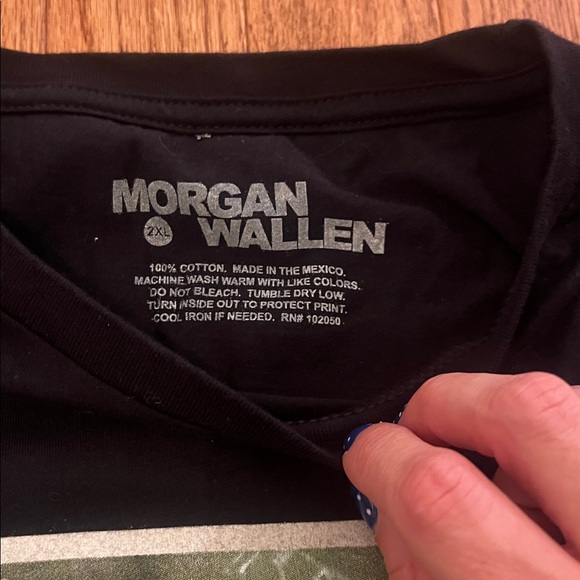 MORGAN
2XL WALLEN
100% COTTON. MADE IN THE MEXICO.
MACHINE WASH WARM WITH LIKE COLORS.
DO NOT BLEACH. TUMBLE DRY LOW.
TURN INSIDE OUT TO PROTECT PRINT.
COOL IRON IF NEEDED. RN# 102050